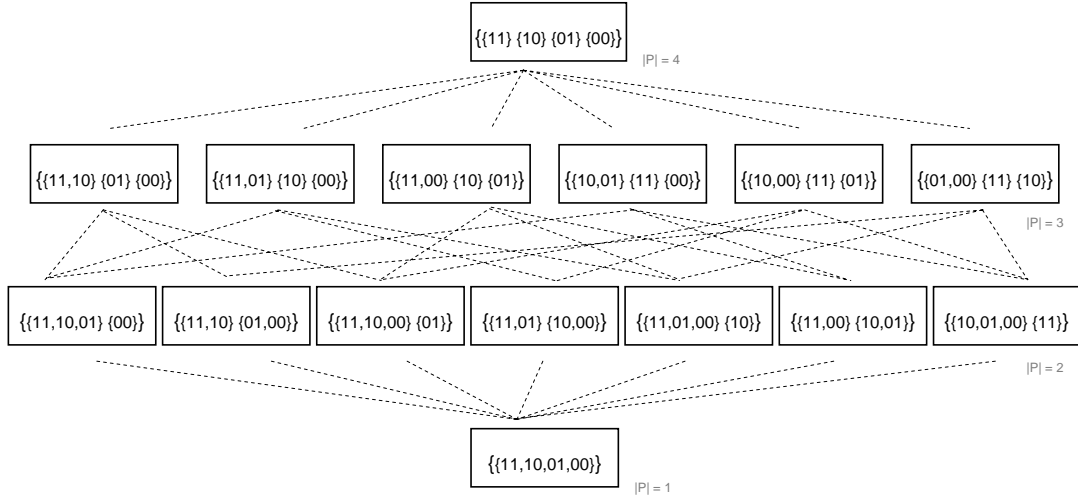 {{11} {10} {01} {00}}
|P| = 4
{{11,10} {01} {00}}
{{11,01} {10} {00}}
{{11,00} {10} {01}}
{{10,01} {11} {00}}
{{10,00} {11} {01}}
{{01,00} {11} {10}}
|P| = 3
{{11,10,01} {00}}
{{11,10} {01,00}}
{{11,10,00} {01}}
{{11,01} {10,00}}
{{11,01,00} {10}}
{{11,00} {10,01}}
{{10,01,00} {11}}
|P| = 2
{{11,10,01,00}}
|P| = 1